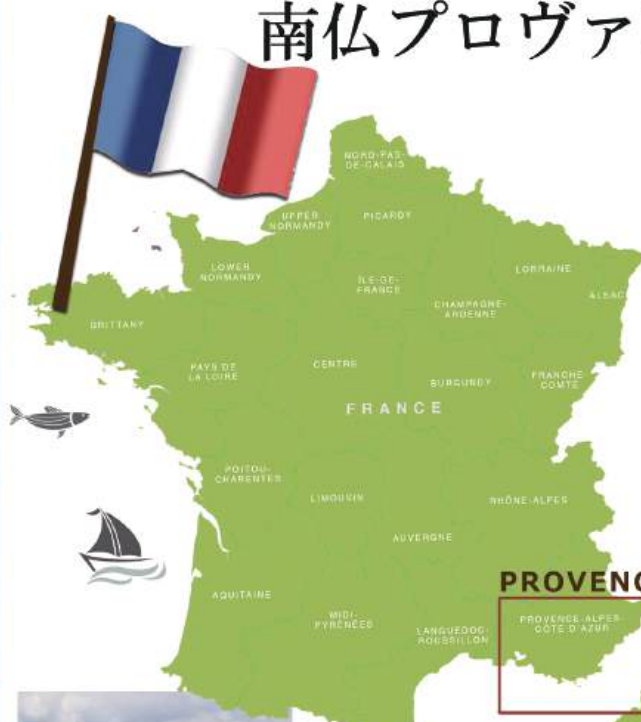 南仏プロヴァ
NORD-PAS-
DE-CALAIS
UPPER
NORMANDY
PICARDY
LOWER
NORMANDY
ÎLE-DE-
FRANCE
LORRAINE
ALSAC
CHAMPAGNE-
ARDENNE
BRITTANY
PAYS DE
LA LOIRE
CENTRE
BURGUNDY
FRANCHE
COMTÉ
FRANCE
POITOU-
CHARENTES
LIMOUSIN
RHÔNE-ALPES
AUVERGNE
PROVENC
AQUITAINE
MIDI-
PYRÉNÉES
LANGUEDOC-
ROUSSILLON
PROVENCE-ALPES-
CÔTE D'AZUR